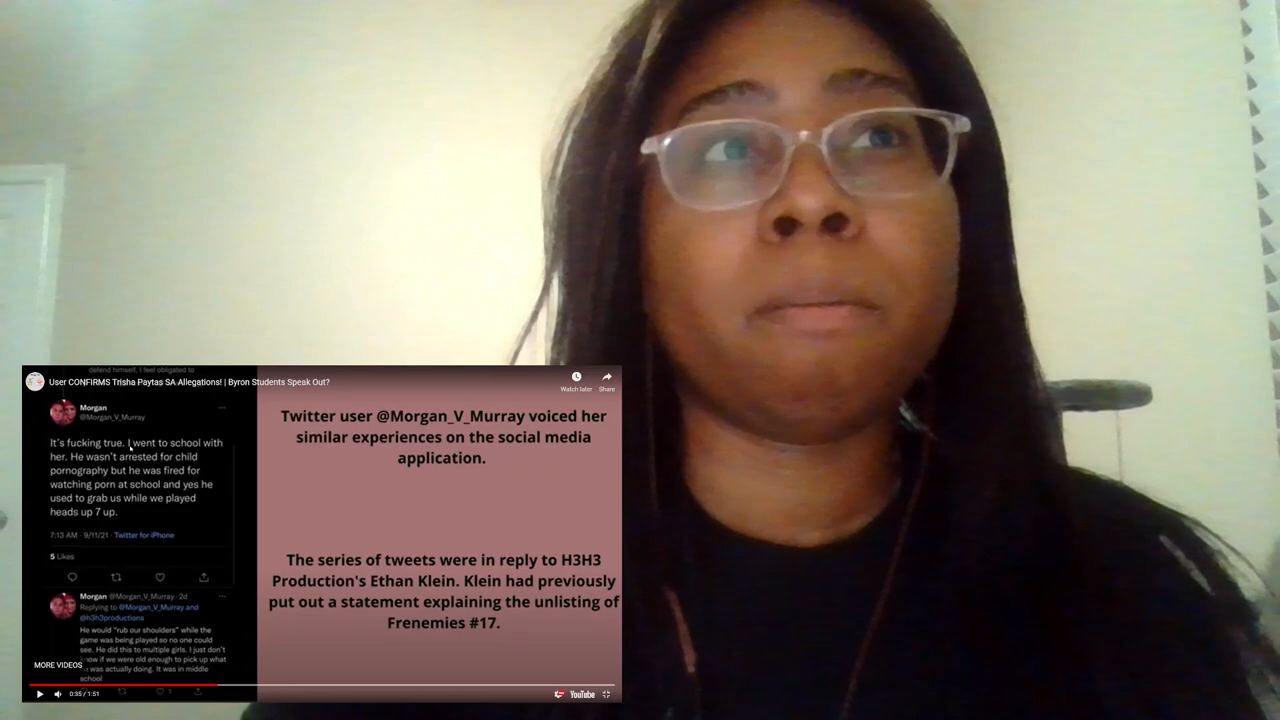 defend himself, I feel obligated to
User CONFIRMS Trisha Paytas SA Allegations! | Byron Students Speak Out?
Watch later
Share
Morgan
@Morgan_V_Murray
It's fucking true. I went to school with
her. He wasn't arrested for child
pornography but he was fired for
watching porn at school and yes he
used to grab us while we played
heads up 7 up.
7:13 AM · 9/11/21 · Twitter for iPhone
5 Likes
Morgan @Morgan_V_Murray · 2d
Replying to @Morgan_V_Murray and
@h3h3productions
He would "rub our shoulders" while the
game was being played so no one could
see. He did this to multiple girls. I just don't
know if we were old enough to pick up what
he was actually doing. It was in middle
school
MORE VIDEOS
0:35 / 1:51
YouTube
Twitter user @Morgan_V_Murray voiced her
similar experiences on the social media
application.
The series of tweets were in reply to H3H3
Production's Ethan Klein. Klein had previously
put out a statement explaining the unlisting of
Frenemies #17.